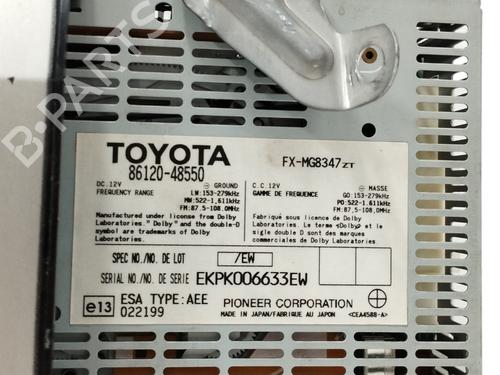 B-PARTS
TOYOTA
86120-48550
FX-MG8347 ZT
DC.12V GROUND
FREQUENCY RANGE LW:153-279kHz
MW:522-1,611kHz
FM:87.5-108.0MHz
C.C.12V MASSE
GAMME DE FREQUENCE GO:153-279kHz
PO:522-1,611kHz
FM:87.5-108.0MHz
Manufactured under license from Dolby
Laboratories. "Dolby" and the double-D
symbol are trademarks of Dolby
Laboratories.
Fabriqué sous licence de Dolby
Laboratories. Le terme «Dolby» et le
sigle double D sont des marques
commerciales de Dolby Laboratories.
SPEC NO./NO. DE LOT /EW
SERIAL NO./NO. DE SERIE EKPK006633EW
e13 ESA TYPE:AEE
022199
PIONEER CORPORATION
MADE IN JAPAN/FABRIQUE AU JAPON <CEA4588-A>